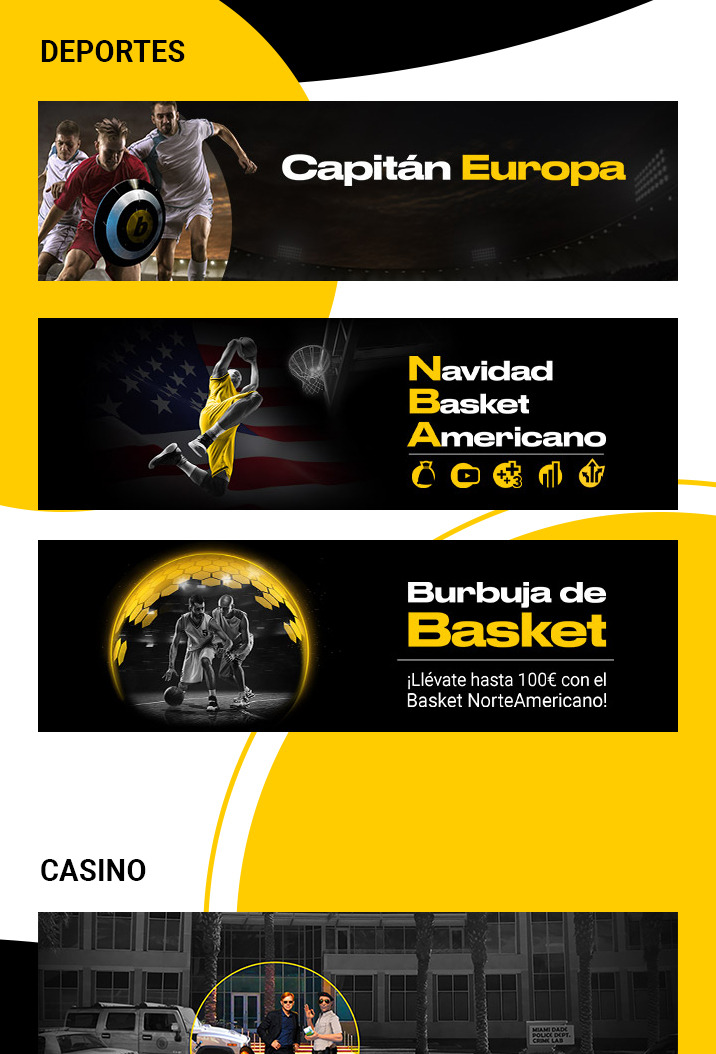 DEPORTES
Capitán Europa
b
Navidad
Basket
Americano
3
Burbuja de
Basket
¡Llévate hasta 100€ con el
Basket NorteAmericano!
CASINO
MIAMI DADE
POLICE DEPT.
CRIME LAB